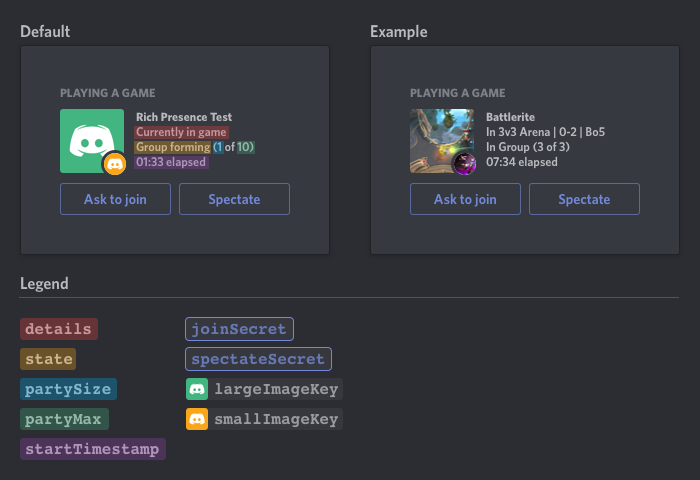 Default
PLAYING A GAME
Rich Presence Test
Currently in game
Group forming (1 of 10)
01:33 elapsed
Ask to join
Spectate
Example
PLAYING A GAME
Battlerite
In 3v3 Arena | 0-2 | Bo5
In Group (3 of 3)
07:34 elapsed
Ask to join
Spectate
Legend
details
state
partySize
partyMax
startTimestamp
joinSecret
spectateSecret
largeImageKey
smallImageKey